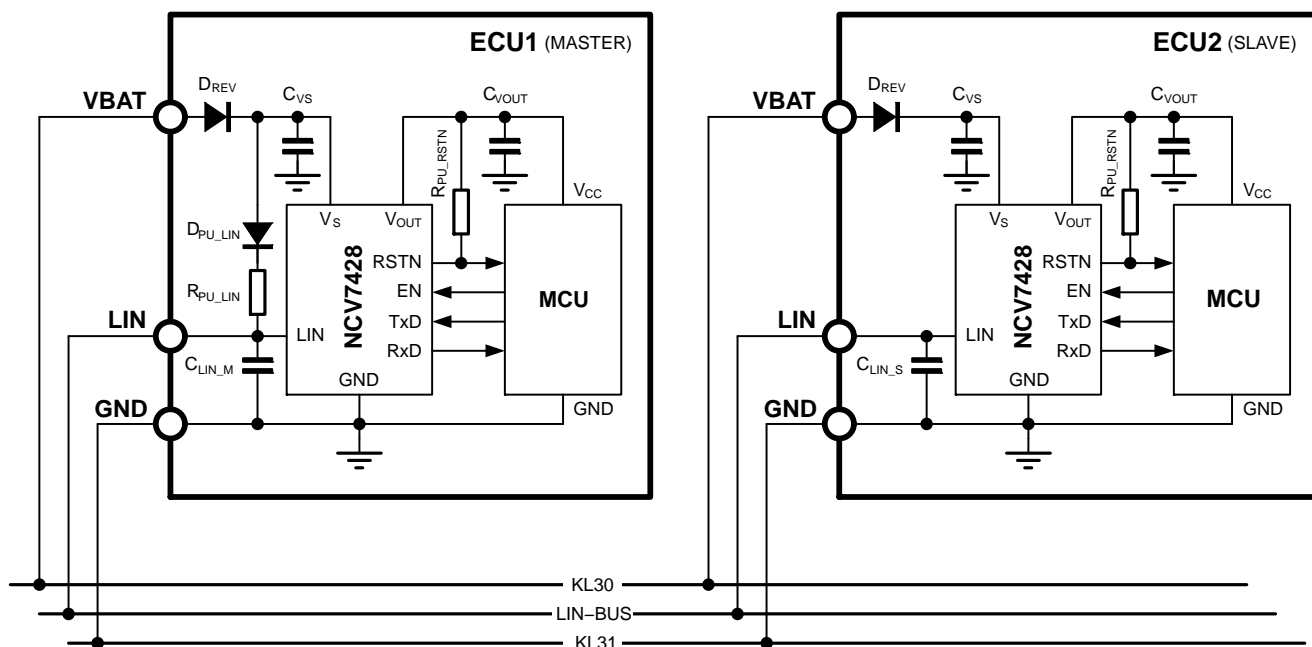 ECU1 (MASTER)
VBAT
DREV
CVS
CVOUT
RPU_RSTN
VCC
VS
VOUT
DPU_LIN
RPU_LIN
NCV7428
RSTN
EN
TxD
RxD
MCU
LIN
LIN
CLIN_M
GND
GND
GND
ECU2 (SLAVE)
VBAT
DREV
CVS
CVOUT
RPU_RSTN
VCC
VS
VOUT
NCV7428
RSTN
EN
TxD
RxD
MCU
LIN
LIN
CLIN_S
GND
GND
GND
KL30
LIN−BUS
KL31